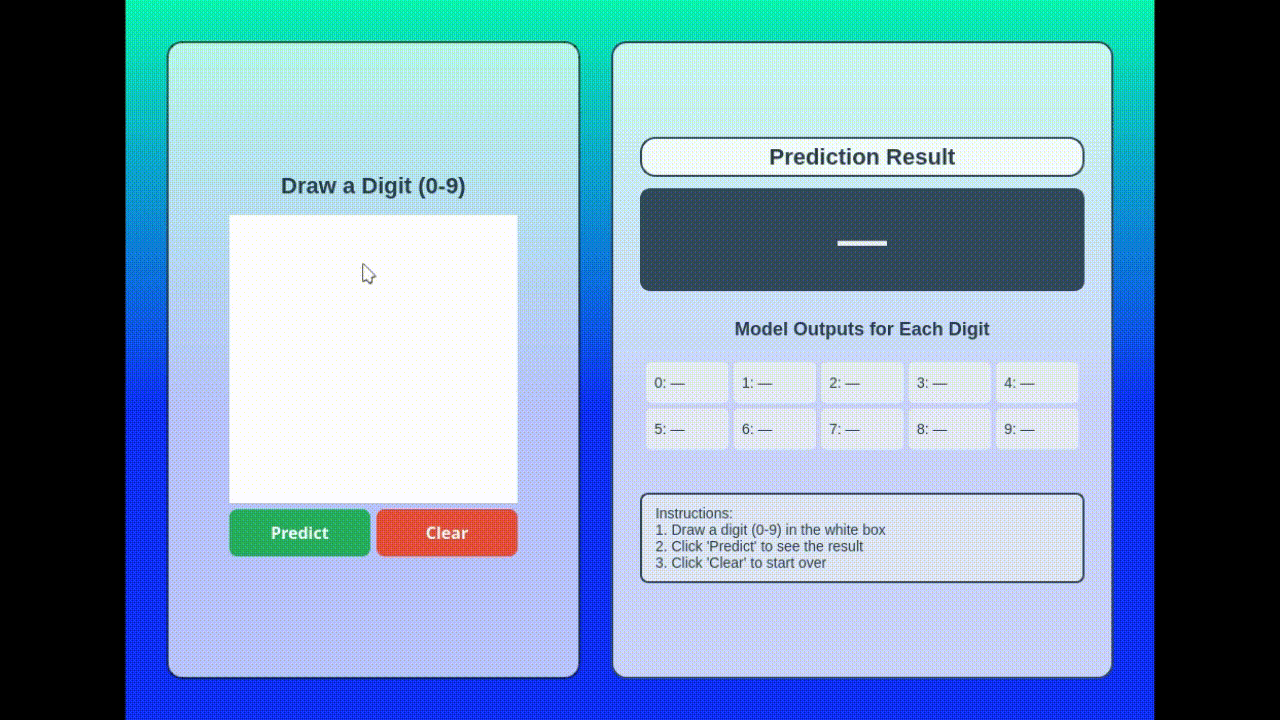 Draw a Digit (0-9)
Predict
Clear
Prediction Result
—
Model Outputs for Each Digit
0: —
1: —
2: —
3: —
4: —
5: —
6: —
7: —
8: —
9: —
Instructions:
1. Draw a digit (0-9) in the white box
2. Click 'Predict' to see the result
3. Click 'Clear' to start over